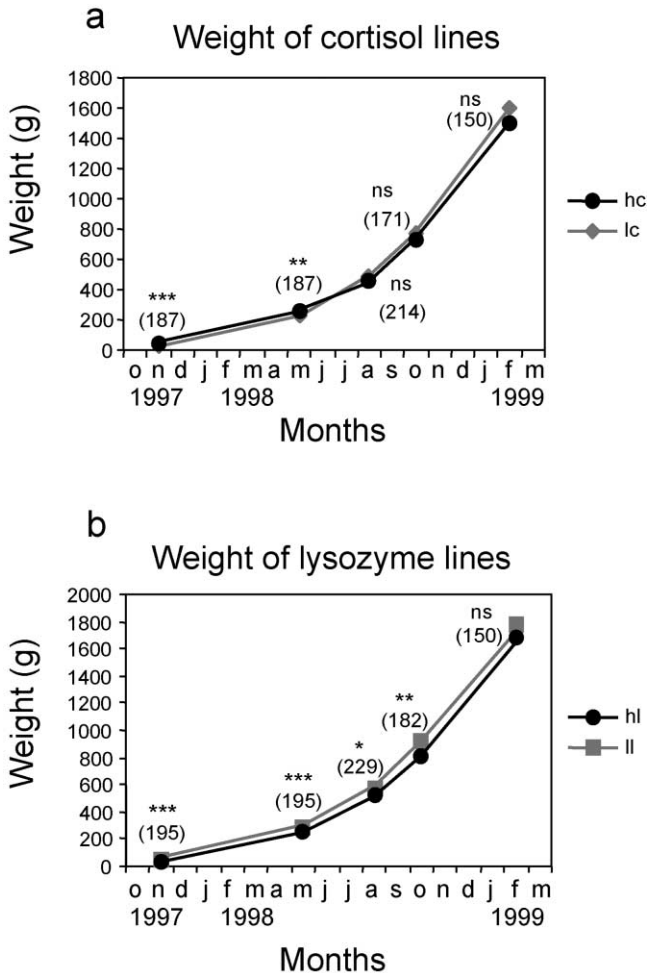 a
Weight of cortisol lines
Weight (g)
1800
1600
1400
1200
1000
800
600
400
200
0
ns
(150)
ns
(171)
ns
(214)
**
(187)
***
(187)
hc
lc
o n d j f m a m j j a s o n d j f m
1997 1998 1999
Months
b
Weight of lysozyme lines
Weight (g)
2000
1800
1600
1400
1200
1000
800
600
400
200
0
ns
(150)
**
(182)
*
(229)
***
(195)
***
(195)
hl
ll
o n d j f m a m j j a s o n d j f m
1997 1998 1999
Months